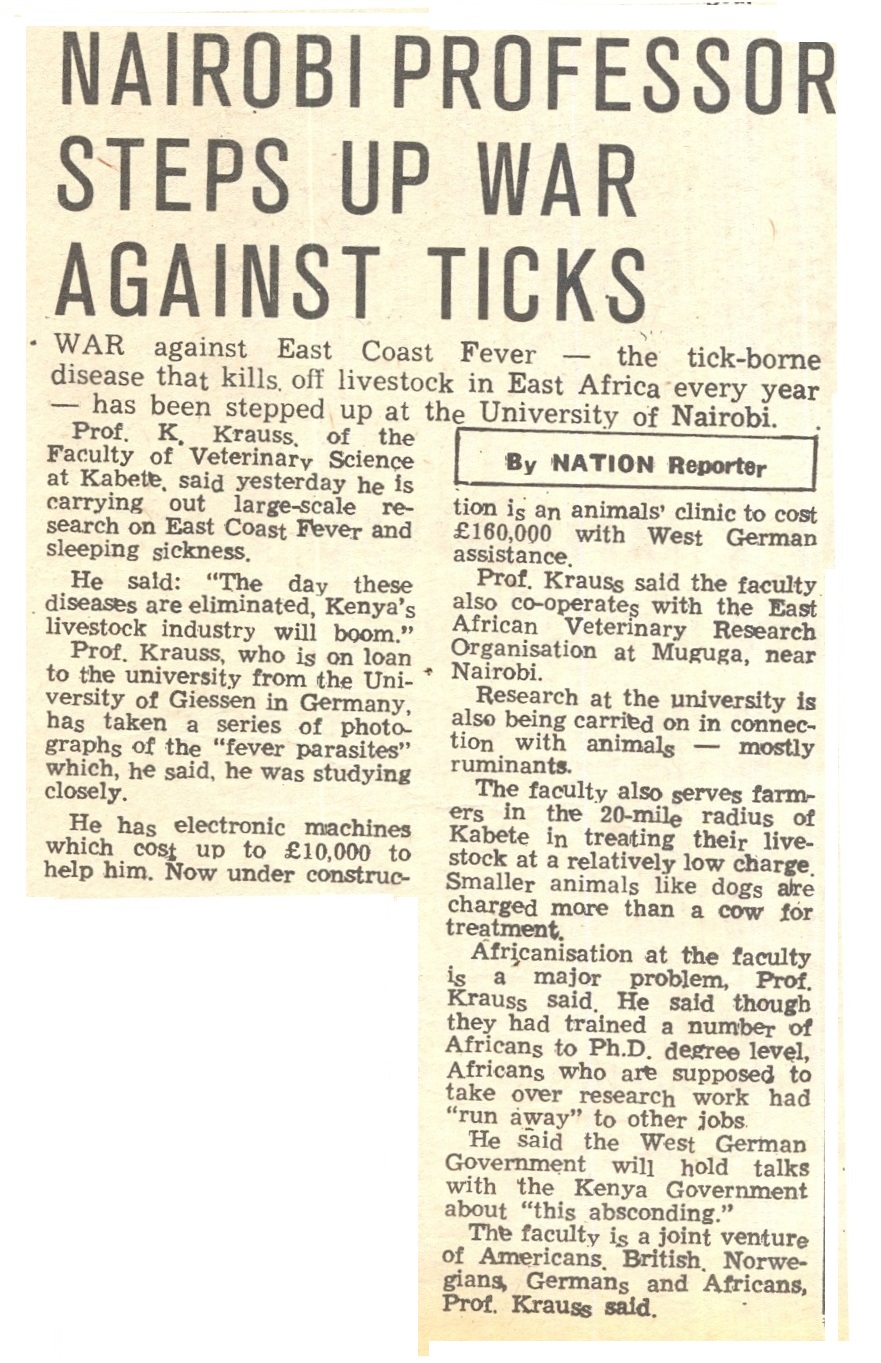 NAIROBI PROFESSOR
STEPS UP WAR
AGAINST TICKS
WAR against East Coast Fever — the tick-borne
disease that kills off livestock in East Africa every year
— has been stepped up at the University of Nairobi.
Prof. K. Krauss, of the
Faculty of Veterinary Science
at Kabete, said yesterday he is
carrying out large-scale re-
search on East Coast Fever and
sleeping sickness.
He said: "The day these
diseases are eliminated, Kenya's
livestock industry will boom."
Prof. Krauss, who is on loan
to the university from the Uni-
versity of Giessen in Germany,
has taken a series of photo-
graphs of the "fever parasites"
which, he said, he was studying
closely.
He has electronic machines
which cost up to £10,000 to
help him. Now under construc-
By NATION Reporter
tion is an animals' clinic to cost
£160,000 with West German
assistance.
Prof. Krauss said the faculty
also co-operates with the East
African Veterinary Research
Organisation at Muguga, near
Nairobi.
Research at the university is
also being carried on in connec-
tion with animals — mostly
ruminants.
The faculty also serves farm-
ers in the 20-mile radius of
Kabete in treating their live-
stock at a relatively low charge.
Smaller animals like dogs are
charged more than a cow for
treatment.
Africanisation at the faculty
is a major problem, Prof.
Krauss said. He said though
they had trained a number of
Africans to Ph.D. degree level,
Africans who are supposed to
take over research work had
"run away" to other jobs.
He said the West German
Government will hold talks
with the Kenya Government
about "this absconding."
The faculty is a joint venture
of Americans, British, Norwe-
gians, Germans and Africans,
Prof. Krauss said.